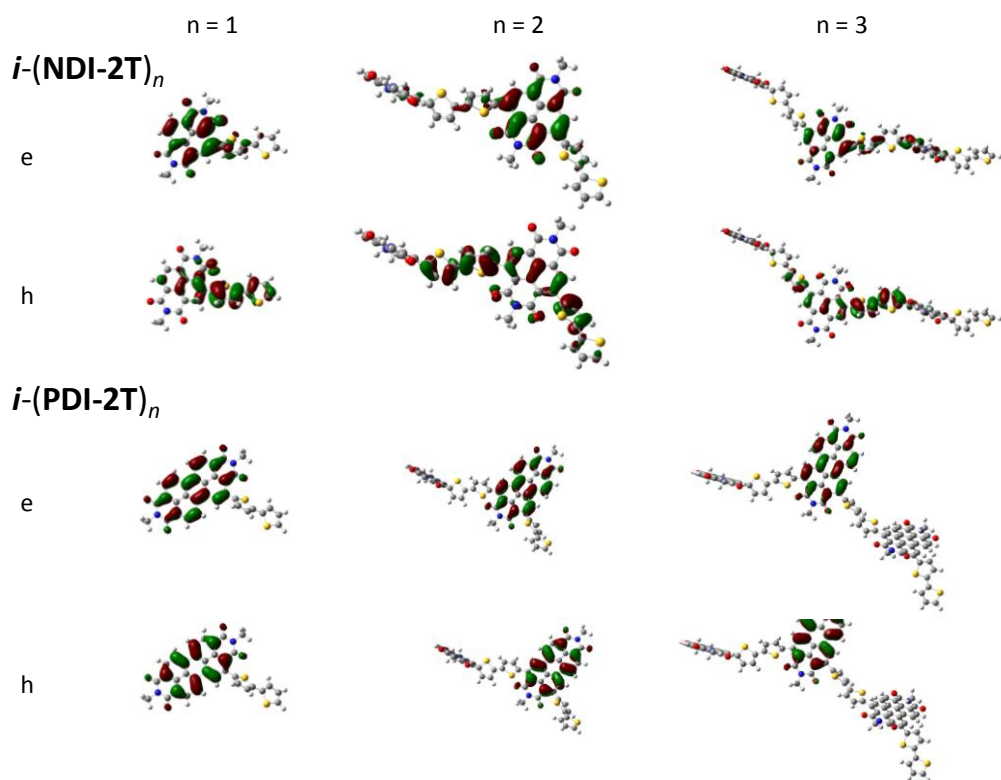 n = 1 n = 2 n = 3
i-(NDI-2T)n
e
h
i-(PDI-2T)n
e
h